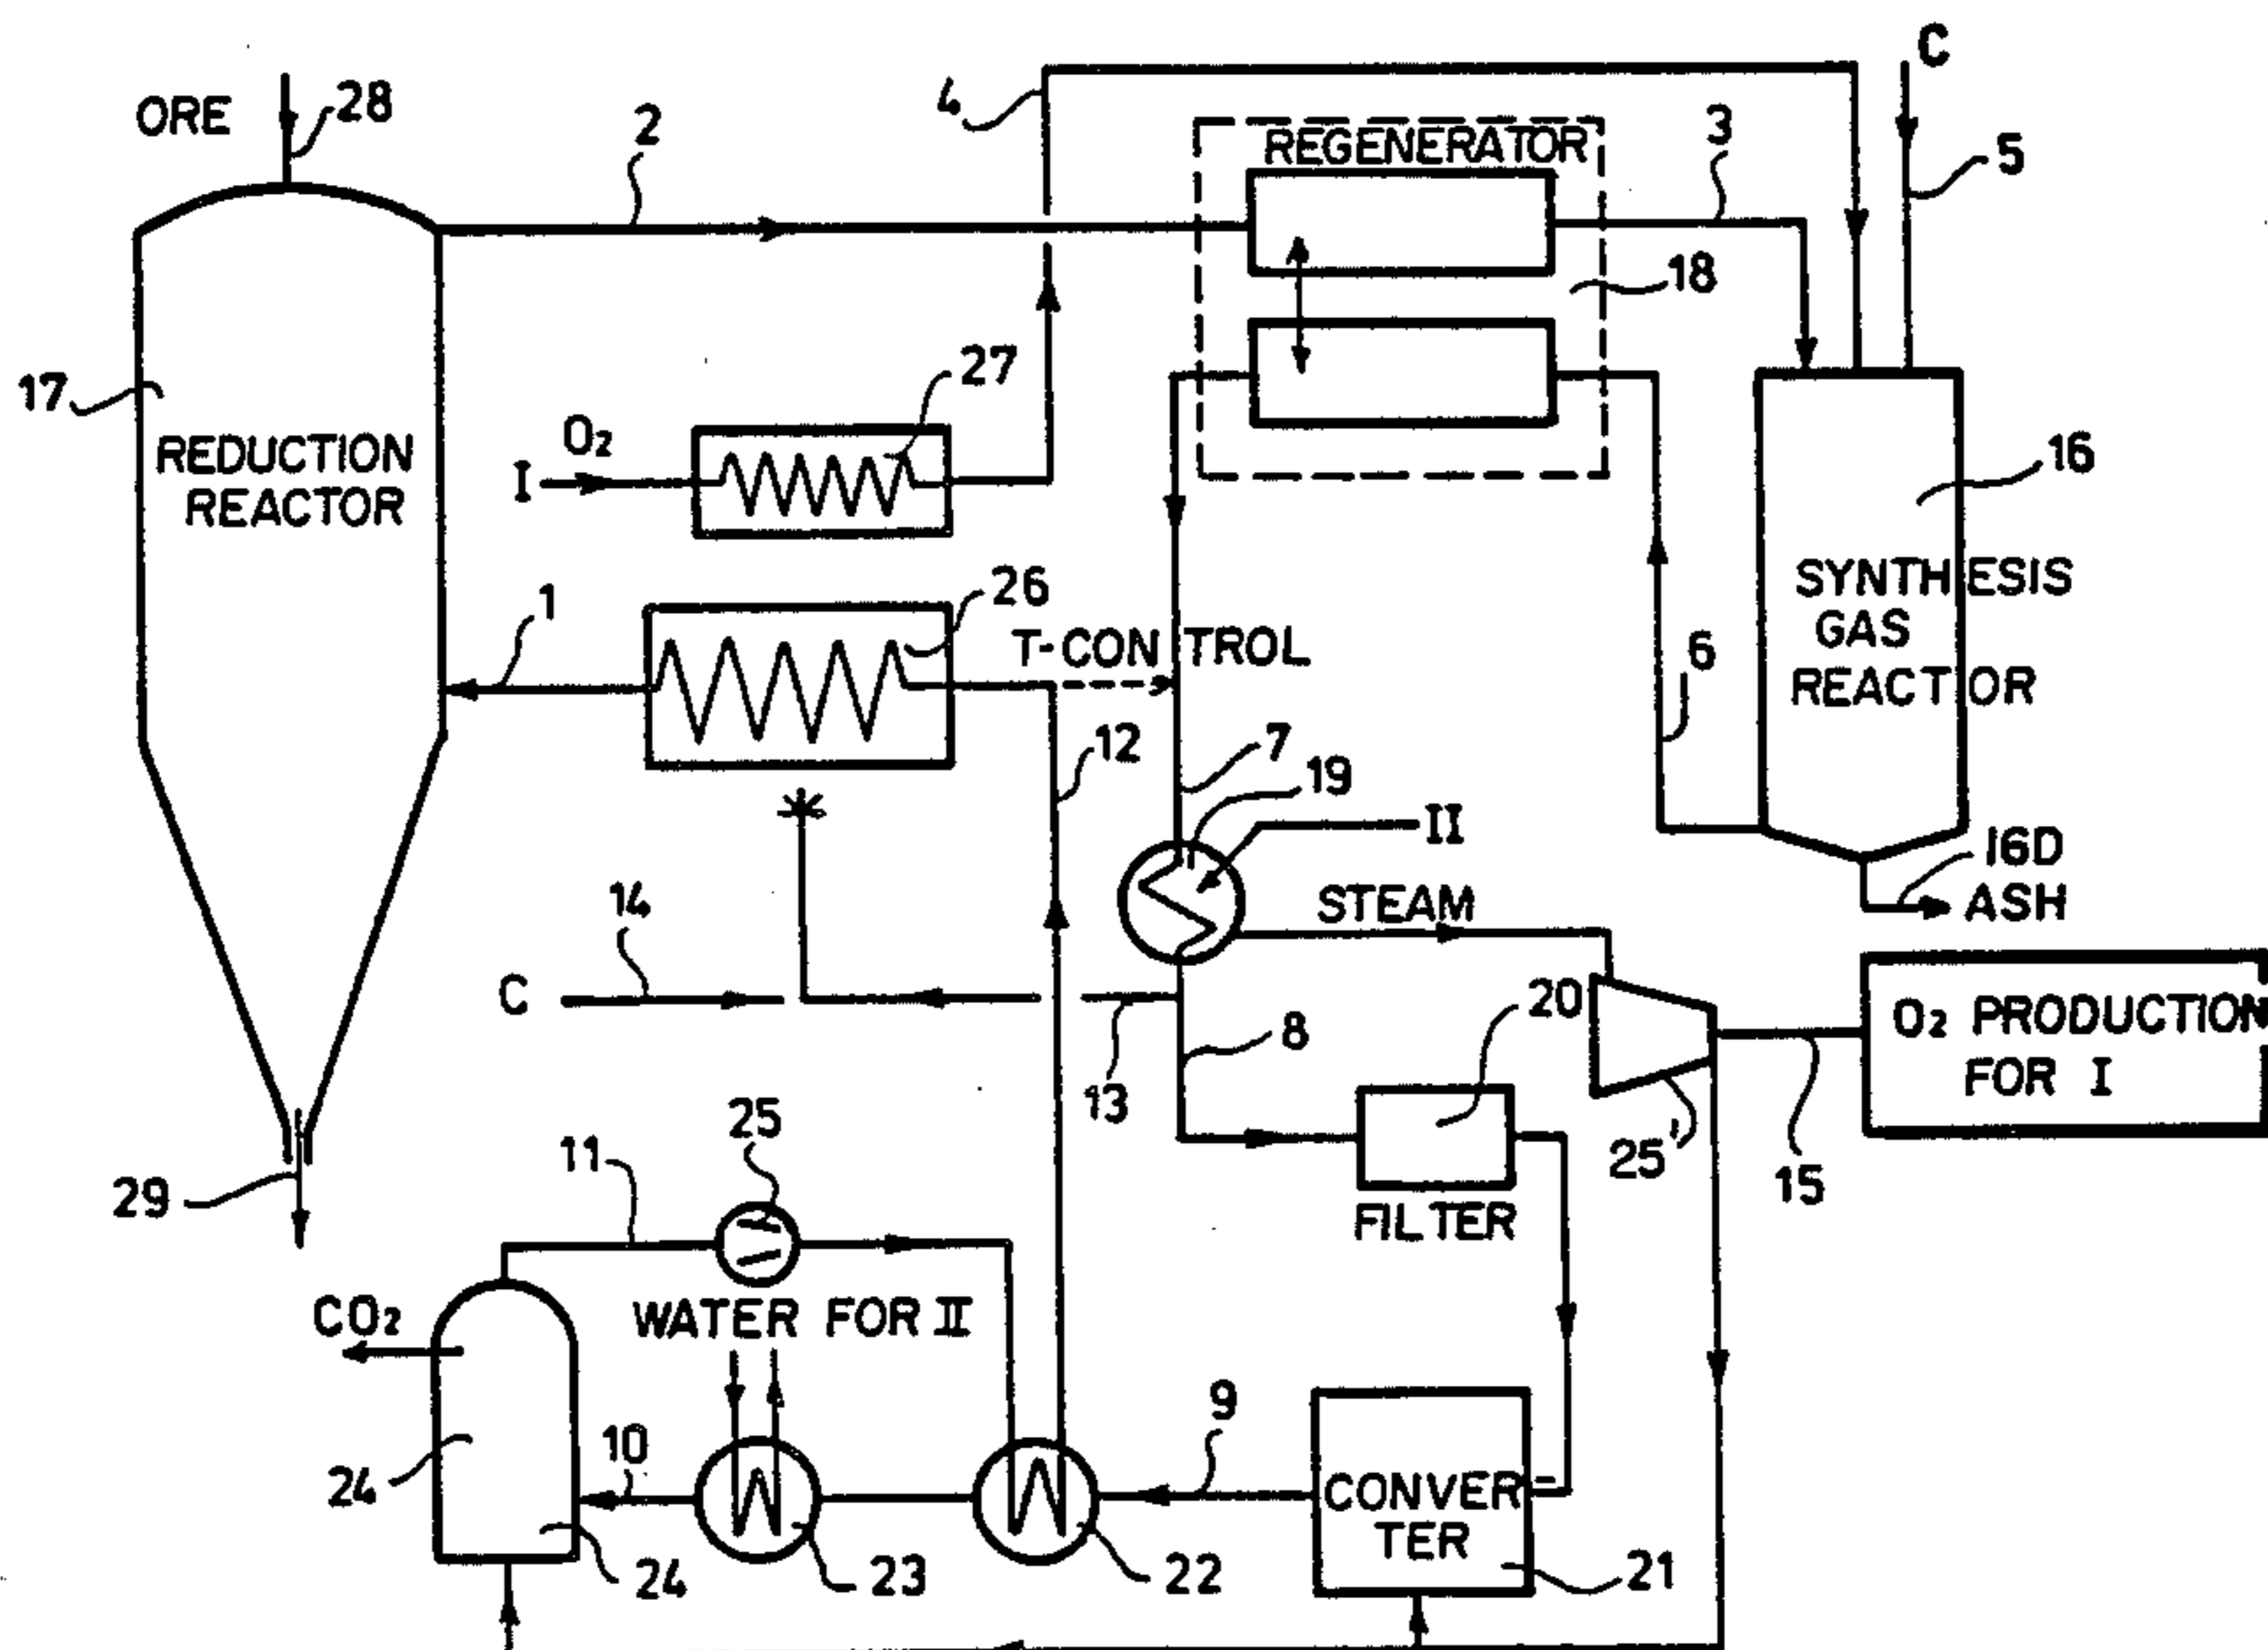 C
4
ORE
28
2
REGENERATOR
3
5
18
17
27
O2
I
REDUCTION
REACTOR
16
26
1
T-CONTROL
SYNTHESIS
GAS
REACTOR
6
12
7
19
II
16D
ASH
14
STEAM
C
20
O2 PRODUCTION
FOR I
8
13
25
11
25'
15
29
FILTER
CO2
WATER FOR II
9
10
24
CONVER-
TER
24
23
22
21